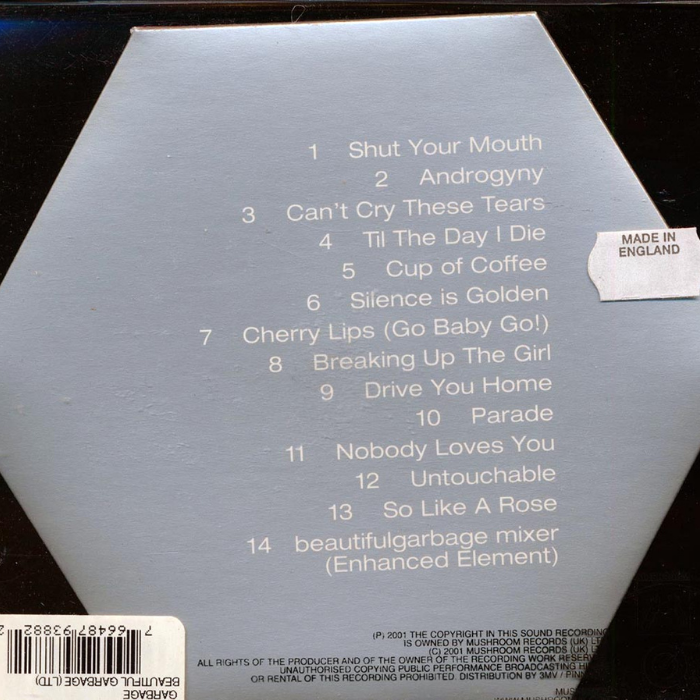 1 Shut Your Mouth
2 Androgyny
3 Can't Cry These Tears
4 Til The Day I Die
5 Cup of Coffee
6 Silence is Golden
7 Cherry Lips (Go Baby Go!)
8 Breaking Up The Girl
9 Drive You Home
10 Parade
11 Nobody Loves You
12 Untouchable
13 So Like A Rose
14 beautifulgarbage mixer
(Enhanced Element)
MADE IN
ENGLAND
(P) 2001 THE COPYRIGHT IN THIS SOUND RECORDING
IS OWNED BY MUSHROOM RECORDS (UK)
(C) 2001 MUSHROOM RECORDS (UK)
ALL RIGHTS OF THE PRODUCER AND OF THE OWNER OF THE RECORDING WORK
UNAUTHORISED COPYING PUBLIC PERFORMANCE BROADCASTING
OR RENTAL OF THIS RECORDING PROHIBITED. DISTRIBUTION BY 3MV /
GARBAGE
BEAUTIFUL GARBAGE (LTD)
7 66487 93882 2